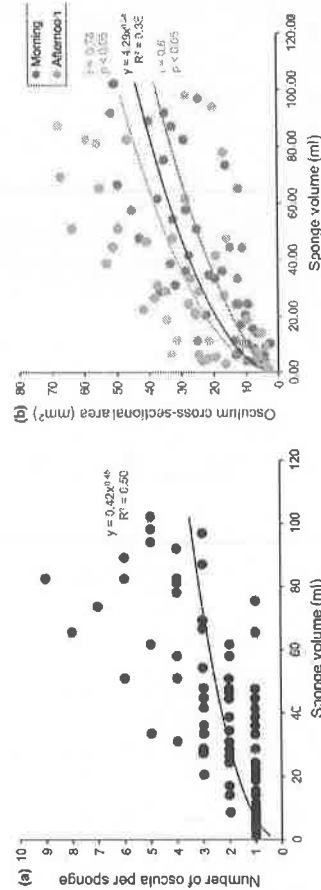 (a)
Number of oscula per sponge
10
9
8
7
6
5
4
3
2
1
0
y = 0.42x^0.46
R² = 0.50
0 20 40 60 80 100 120
Sponge volume (ml)
(b)
Osculum cross-sectional area (mm²)
80
70
60
50
40
30
20
10
0.00 20.00 40.00 60.00 80.00 100.00 120.00
Sponge volume (ml)
Morning
Afternoon
p < 0.05
R² = 0.35
p < 0.05